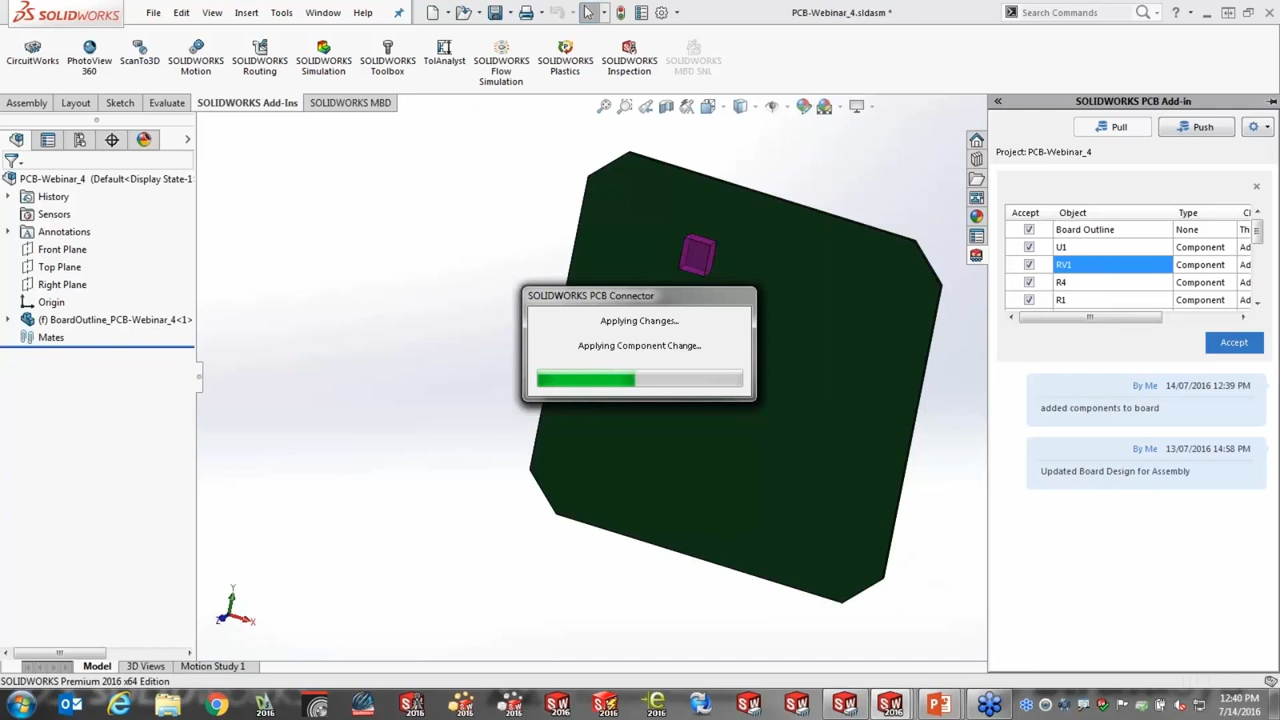 SOLIDWORKS
File Edit View Insert Tools Window Help
PCB-Webinar_4.sldasm *
Search Commands
CircuitWorks
PhotoView 360
ScanTo3D
SOLIDWORKS Motion
SOLIDWORKS Routing
SOLIDWORKS Simulation
SOLIDWORKS Toolbox
TolAnalyst
SOLIDWORKS Flow Simulation
SOLIDWORKS Plastics
SOLIDWORKS Inspection
SOLIDWORKS MBD SNL
Assembly Layout Sketch Evaluate SOLIDWORKS Add-Ins SOLIDWORKS MBD
PCB-Webinar_4 (Default<Display State-1>
History
Sensors
Annotations
Front Plane
Top Plane
Right Plane
Origin
(f) BoardOutline_PCB-Webinar_4<1>
Mates
SOLIDWORKS PCB Connector
Applying Changes...
Applying Component Change...
Y
Z
X
SOLIDWORKS PCB Add-in
Pull Push
Project: PCB-Webinar_4
Accept Object Type Cl
Board Outline None Th
U1 Component Ad
RV1 Component Ad
R4 Component Ad
R1 Component Ad
Accept
By Me 14/07/2016 12:39 PM
added components to board
By Me 13/07/2016 14:58 PM
Updated Board Design for Assembly
Model 3D Views Motion Study 1
SOLIDWORKS Premium 2016 x64 Edition
12:40 PM
7/14/2016